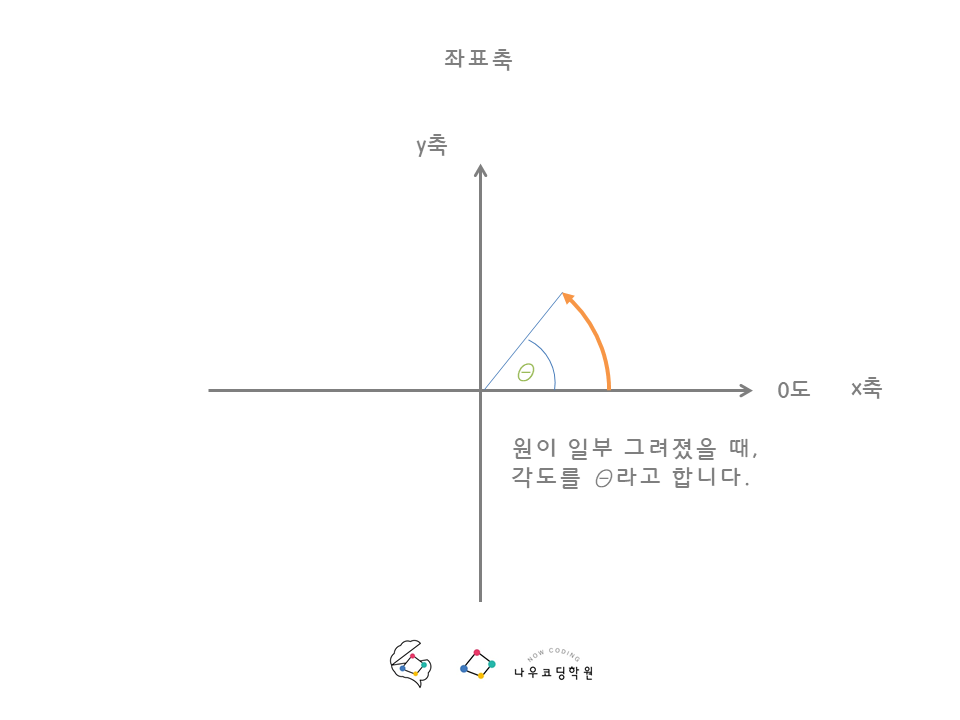 좌표축
y축
θ
0도
x축
원이 일부 그려졌을 때,
각도를 θ라고 합니다.
NOW CODING
나우코딩학원